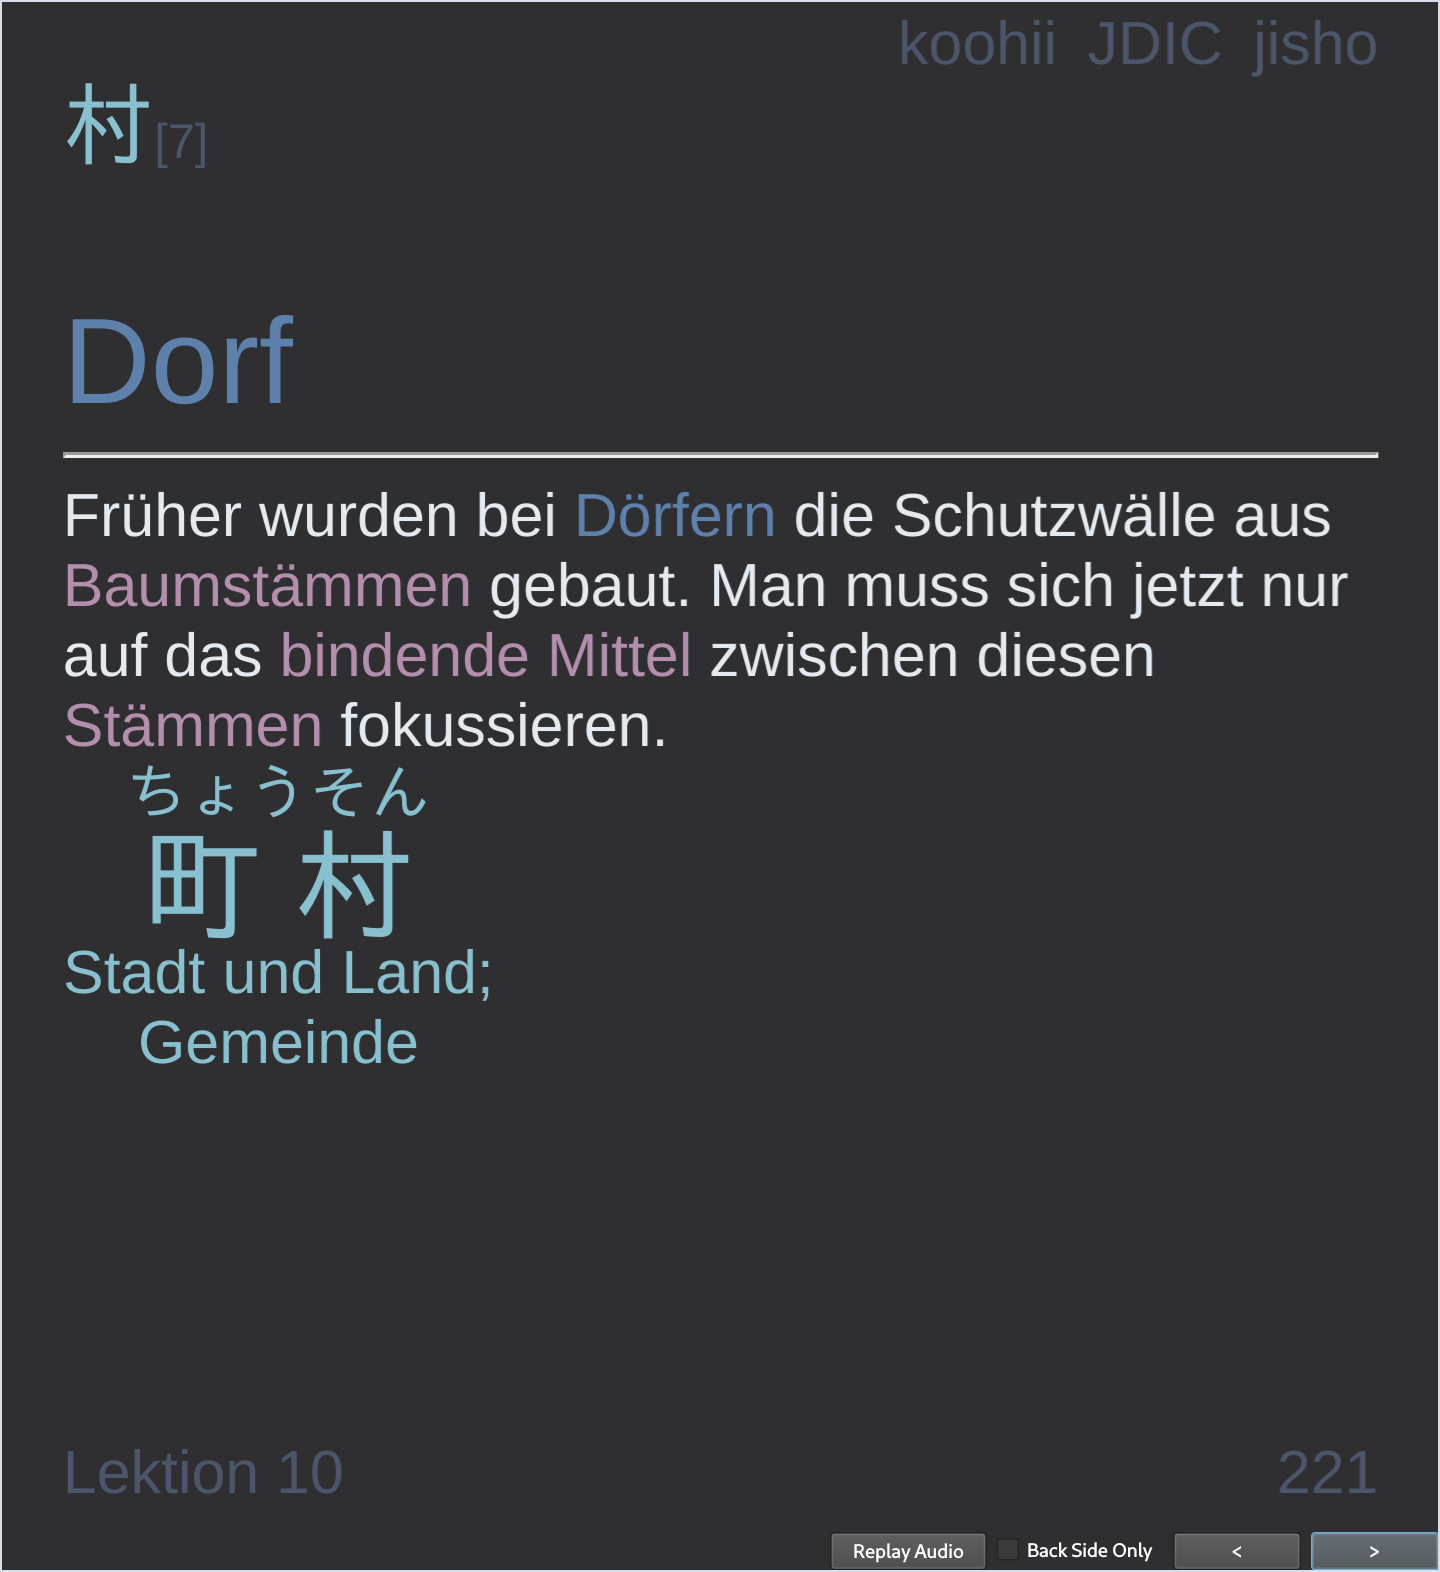 koohii JDIC jisho
村[7]
Dorf
Früher wurden bei Dörfern die Schutzwälle aus
Baumstämmen gebaut. Man muss sich jetzt nur
auf das bindende Mittel zwischen diesen
Stämmen fokussieren.
ちょうそん
町村
Stadt und Land;
Gemeinde
Lektion 10 221
Replay Audio Back Side Only < >